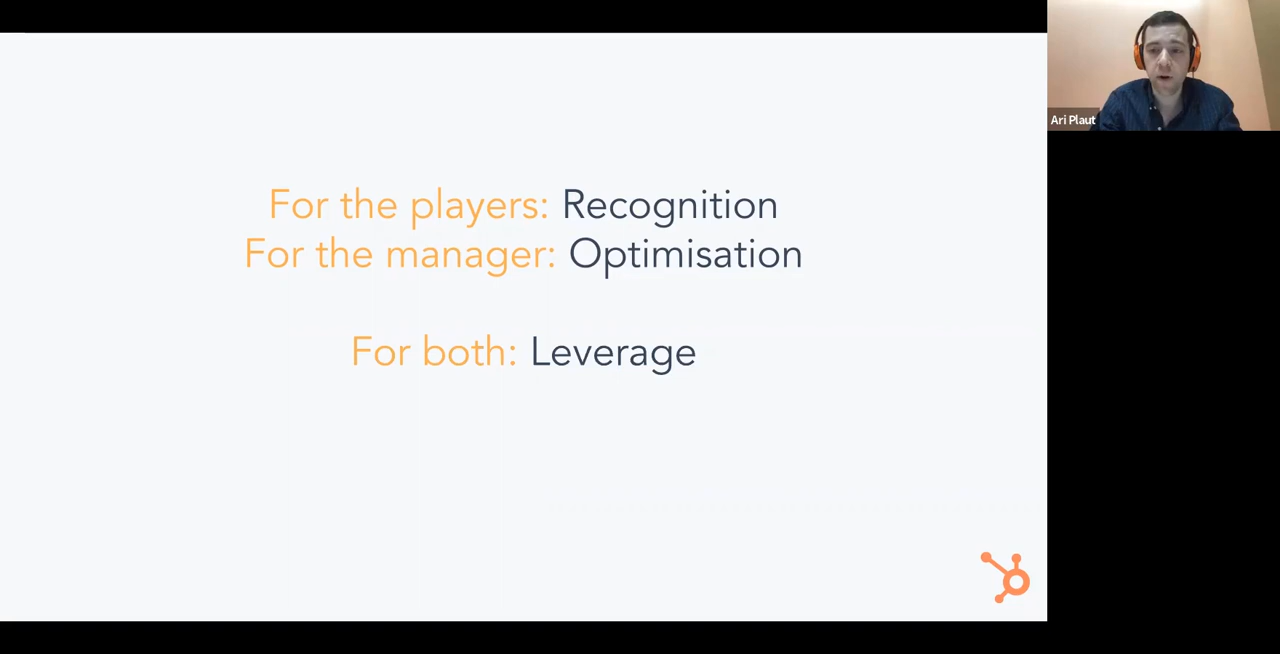 For the players: Recognition
For the manager: Optimisation
For both: Leverage
Ari Plaut